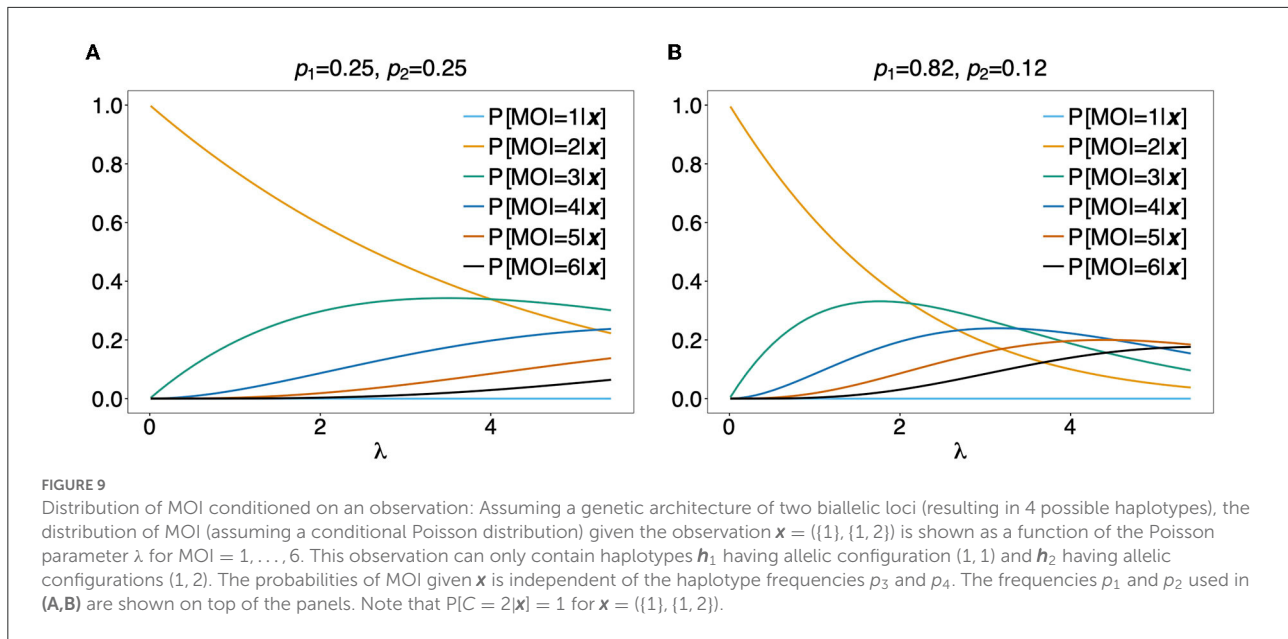 A
p₁=0.25, p₂=0.25
1.0
0.8
0.6
0.4
0.2
0.0
P[MOI=1|x]
P[MOI=2|x]
P[MOI=3|x]
P[MOI=4|x]
P[MOI=5|x]
P[MOI=6|x]
0 2 4
λ
B
p₁=0.82, p₂=0.12
1.0
0.8
0.6
0.4
0.2
0.0
P[MOI=1|x]
P[MOI=2|x]
P[MOI=3|x]
P[MOI=4|x]
P[MOI=5|x]
P[MOI=6|x]
0 2 4
λ
FIGURE 9
Distribution of MOI conditioned on an observation: Assuming a genetic architecture of two biallelic loci (resulting in 4 possible haplotypes), the
distribution of MOI (assuming a conditional Poisson distribution) given the observation x = ({1}, {1, 2}) is shown as a function of the Poisson
parameter λ for MOI = 1, . . . , 6. This observation can only contain haplotypes h₁ having allelic configuration (1, 1) and h₂ having allelic
configurations (1, 2). The probabilities of MOI given x is independent of the haplotype frequencies p₃ and p₄. The frequencies p₁ and p₂ used in
(A,B) are shown on top of the panels. Note that P[C = 2|x] = 1 for x = ({1}, {1, 2}).